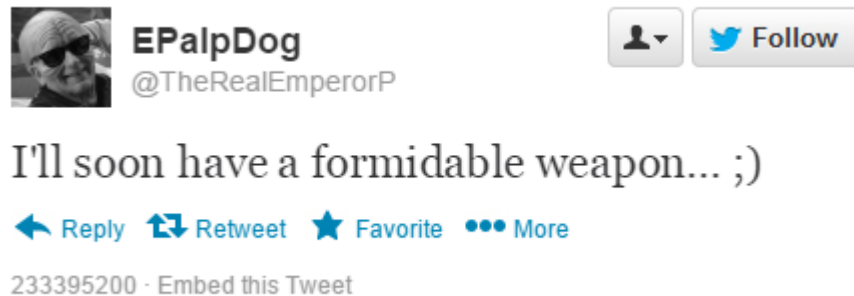 EPalpDog
Follow
@TheRealEmperorP
I'll soon have a formidable weapon... ;)
Reply Retweet Favorite More
233395200 · Embed this Tweet